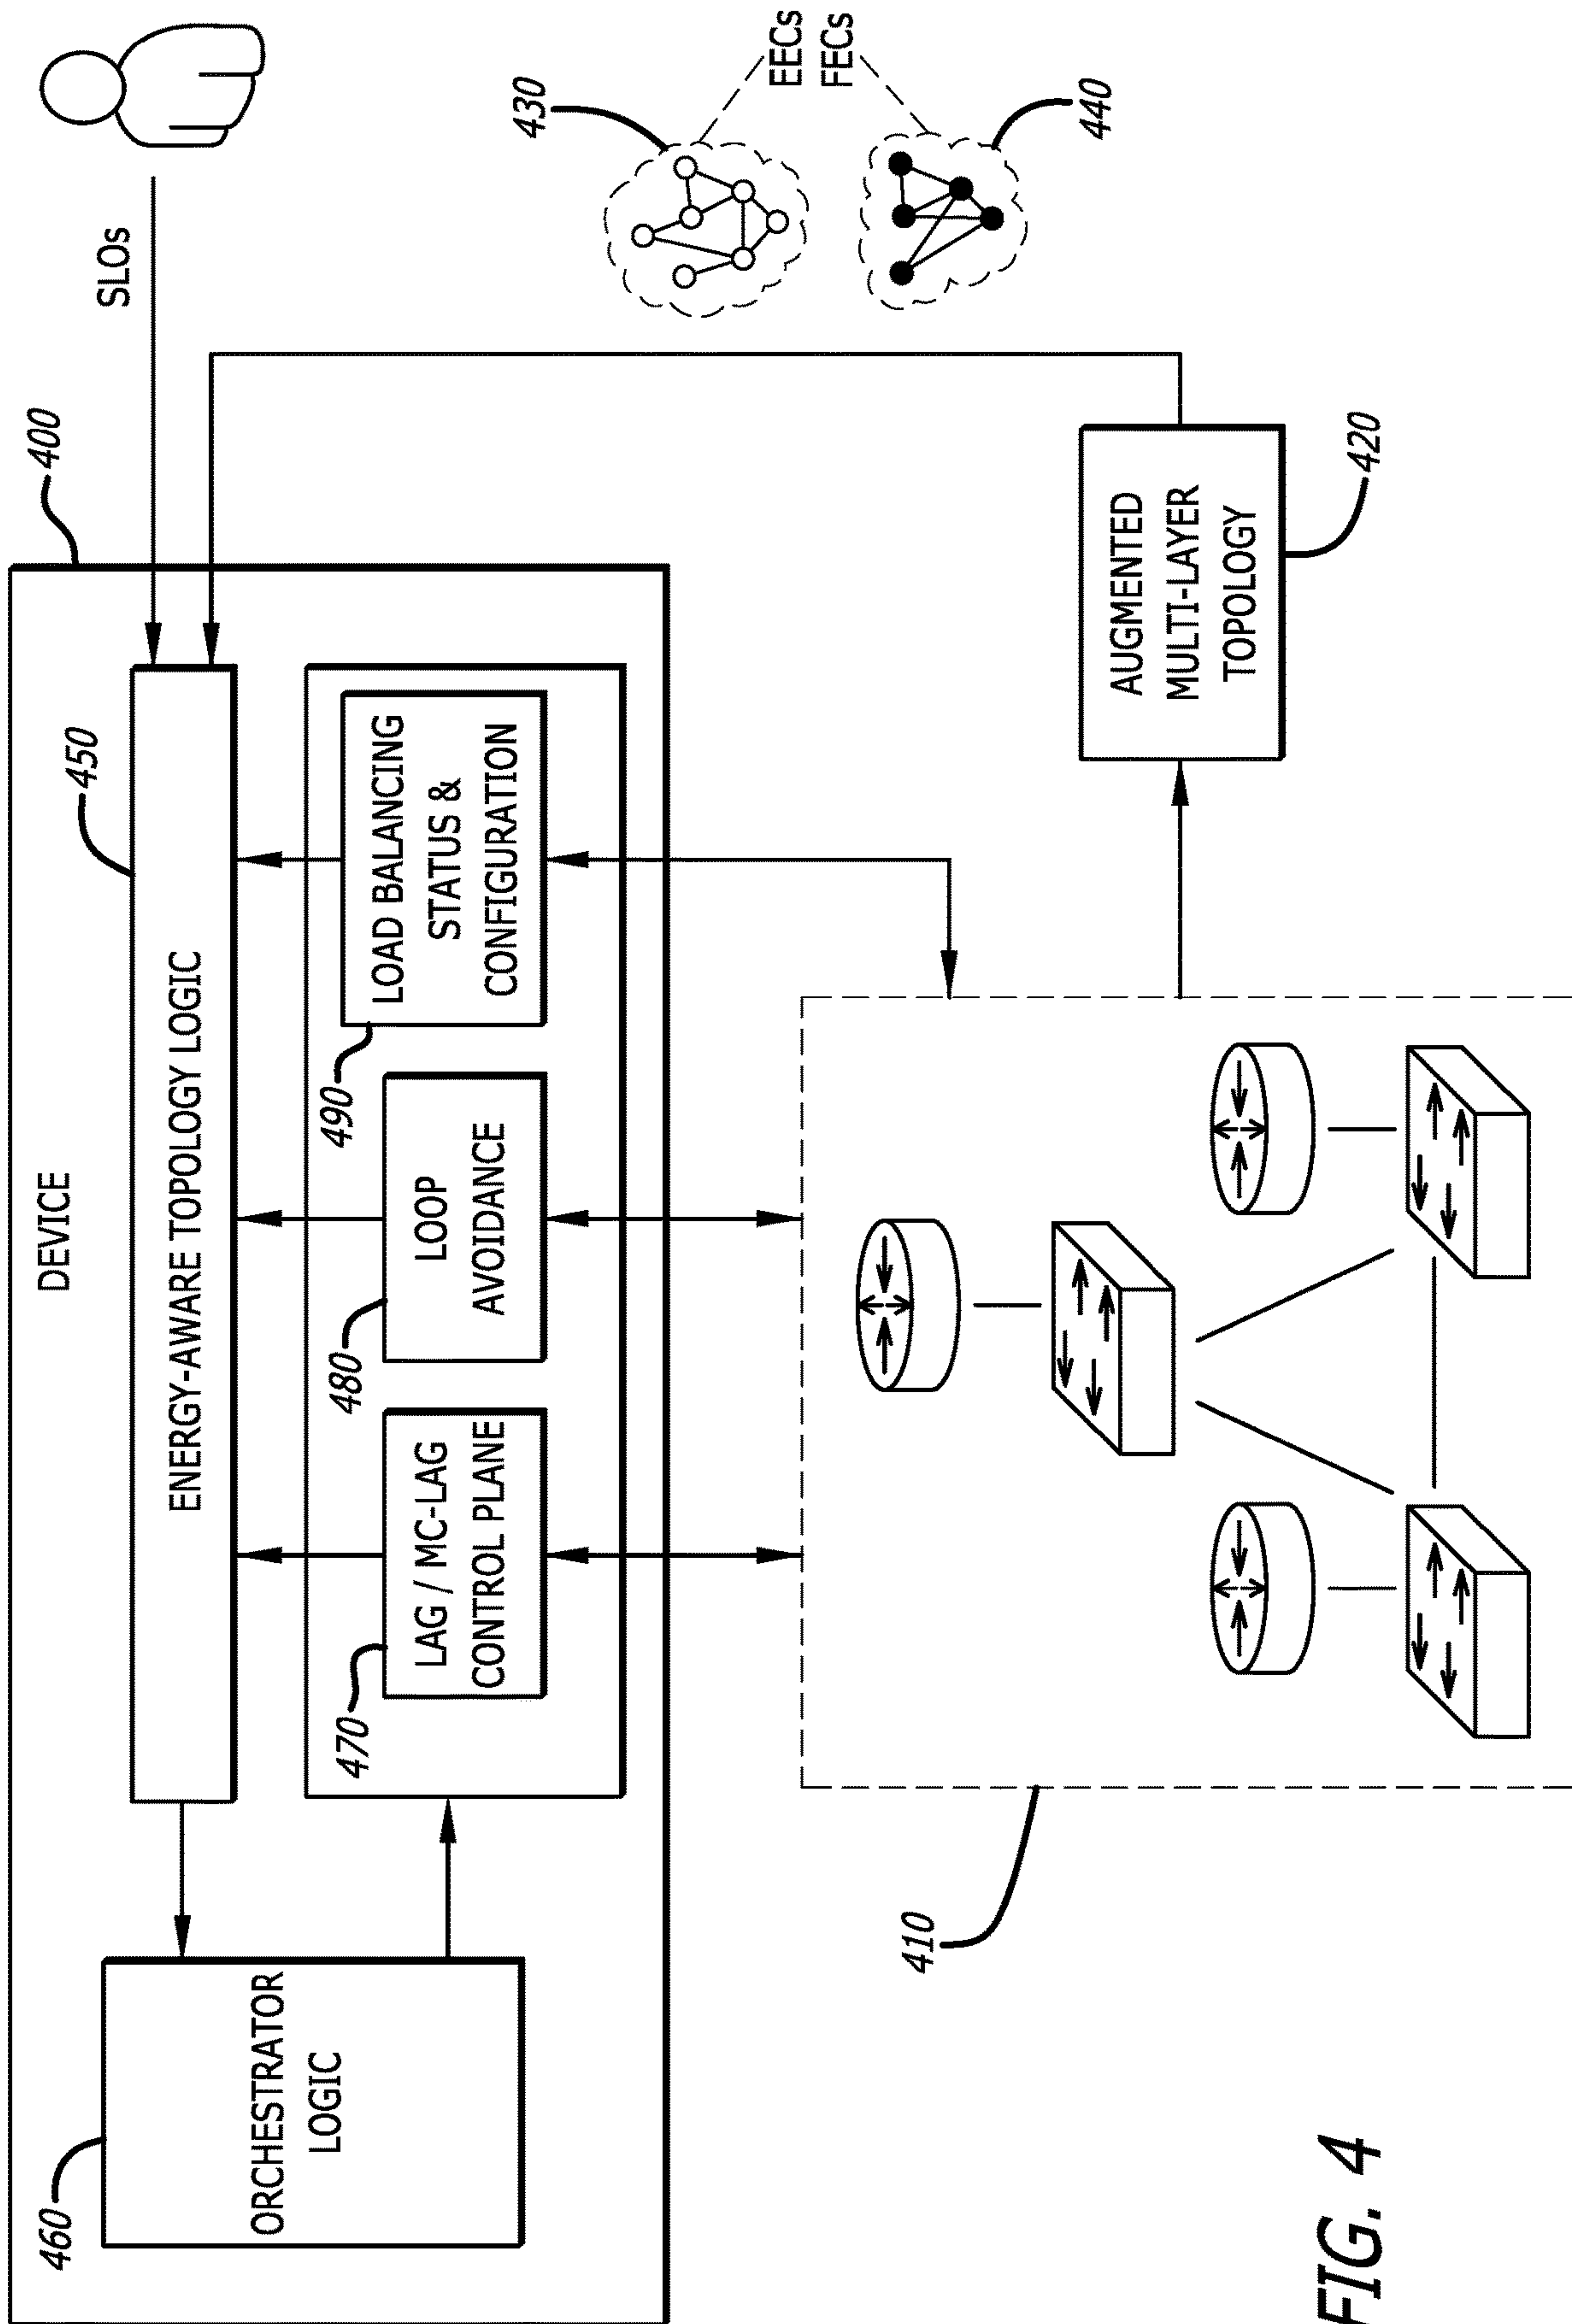 DEVICE
400
450
ENERGY-AWARE TOPOLOGY LOGIC
SLOs
460
ORCHESTRATOR
LOGIC
470
LAG / MC-LAG
CONTROL PLANE
480
LOOP
AVOIDANCE
490
LOAD BALANCING
STATUS &
CONFIGURATION
430
EECs
FECs
440
410
AUGMENTED
MULTI-LAYER
TOPOLOGY
420
FIG. 4